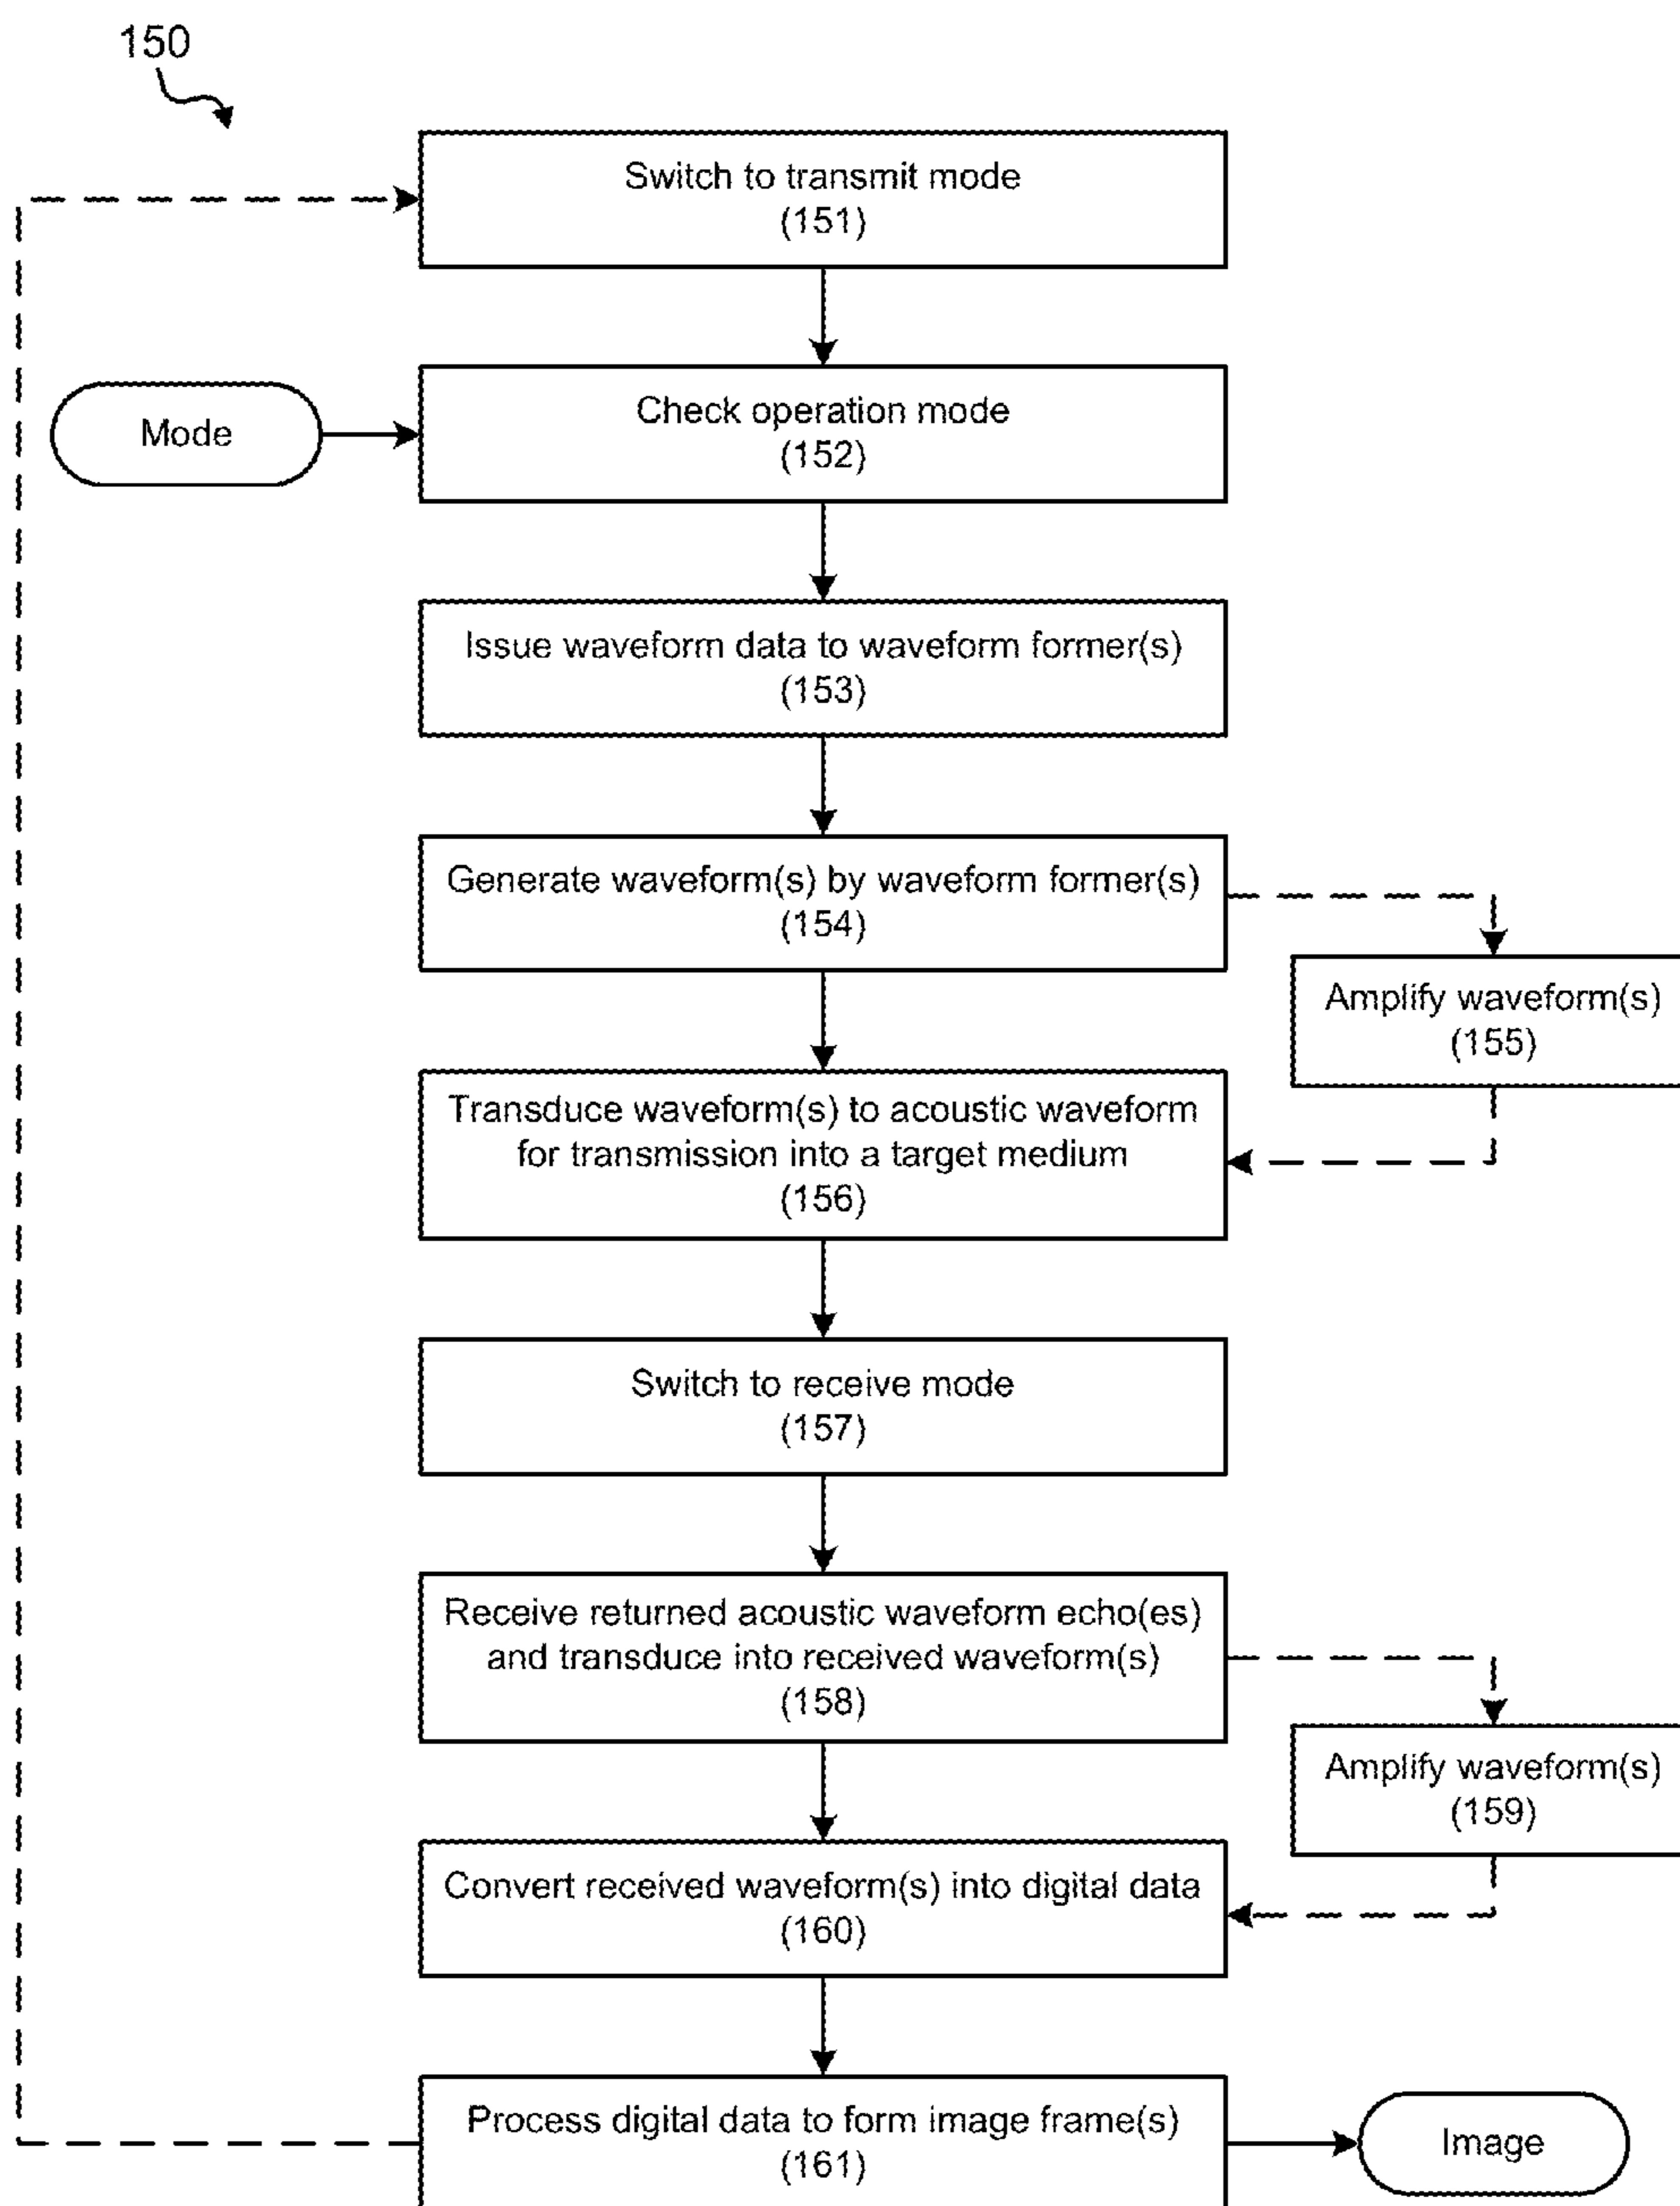 150
Switch to transmit mode
(151)
Mode
Check operation mode
(152)
Issue waveform data to waveform former(s)
(153)
Generate waveform(s) by waveform former(s)
(154)
Amplify waveform(s)
(155)
Transduce waveform(s) to acoustic waveform
for transmission into a target medium
(156)
Switch to receive mode
(157)
Receive returned acoustic waveform echo(es)
and transduce into received waveform(s)
(158)
Amplify waveform(s)
(159)
Convert received waveform(s) into digital data
(160)
Process digital data to form image frame(s)
(161)
Image